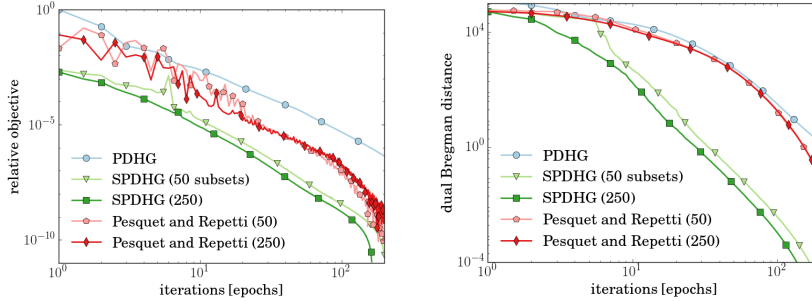 10^0
10^-5
10^-10
relative objective
PDHG
SPDHG (50 subsets)
SPDHG (250)
Pesquet and Repetti (50)
Pesquet and Repetti (250)
10^0
10^1
10^2
iterations [epochs]
10^4
10^0
10^-4
dual Bregman distance
PDHG
SPDHG (50 subsets)
SPDHG (250)
Pesquet and Repetti (50)
Pesquet and Repetti (250)
10^0
10^1
10^2
iterations [epochs]